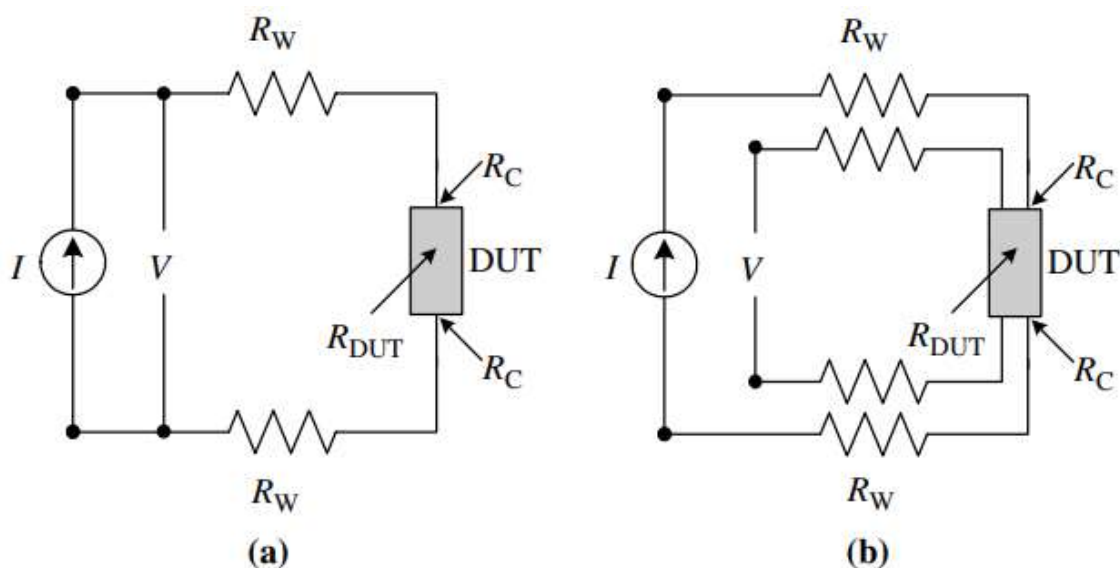 R_W
R_C
I
V
DUT
R_DUT
R_C
R_W
(a)
R_W
R_C
I
V
DUT
R_DUT
R_C
R_W
(b)